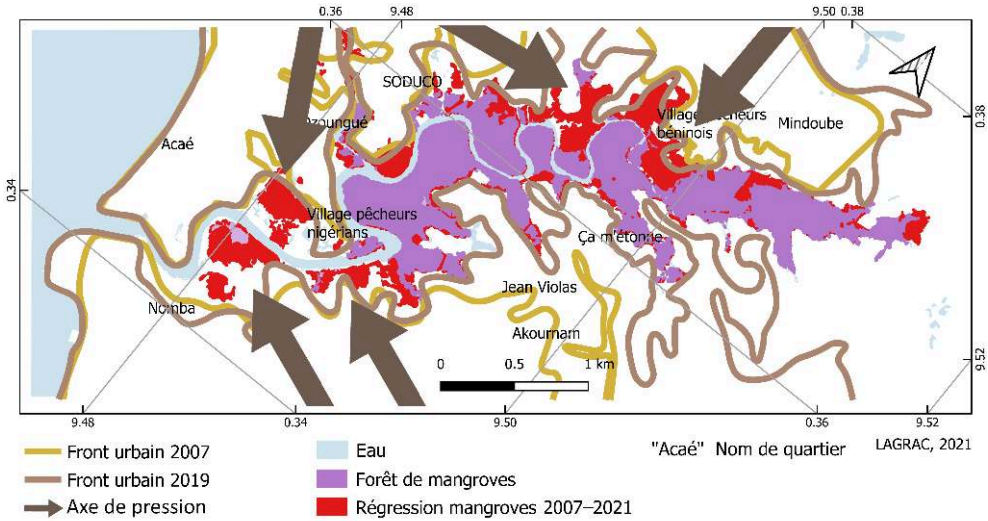 0.36 9.48 9.50 0.38
SODUCO
Village pêcheurs
béninois
Mindoube
0.38
Acaé
0.34
Village pêcheurs
nigérians
Ça m'étonne
Jean Violas
Nomba
Akournam
0 0.5 1 km
9.52
9.48 0.34 9.50 0.36 9.52
Front urbain 2007
Eau
"Acaé" Nom de quartier
LAGRAC, 2021
Front urbain 2019
Forêt de mangroves
Axe de pression
Régression mangroves 2007–2021